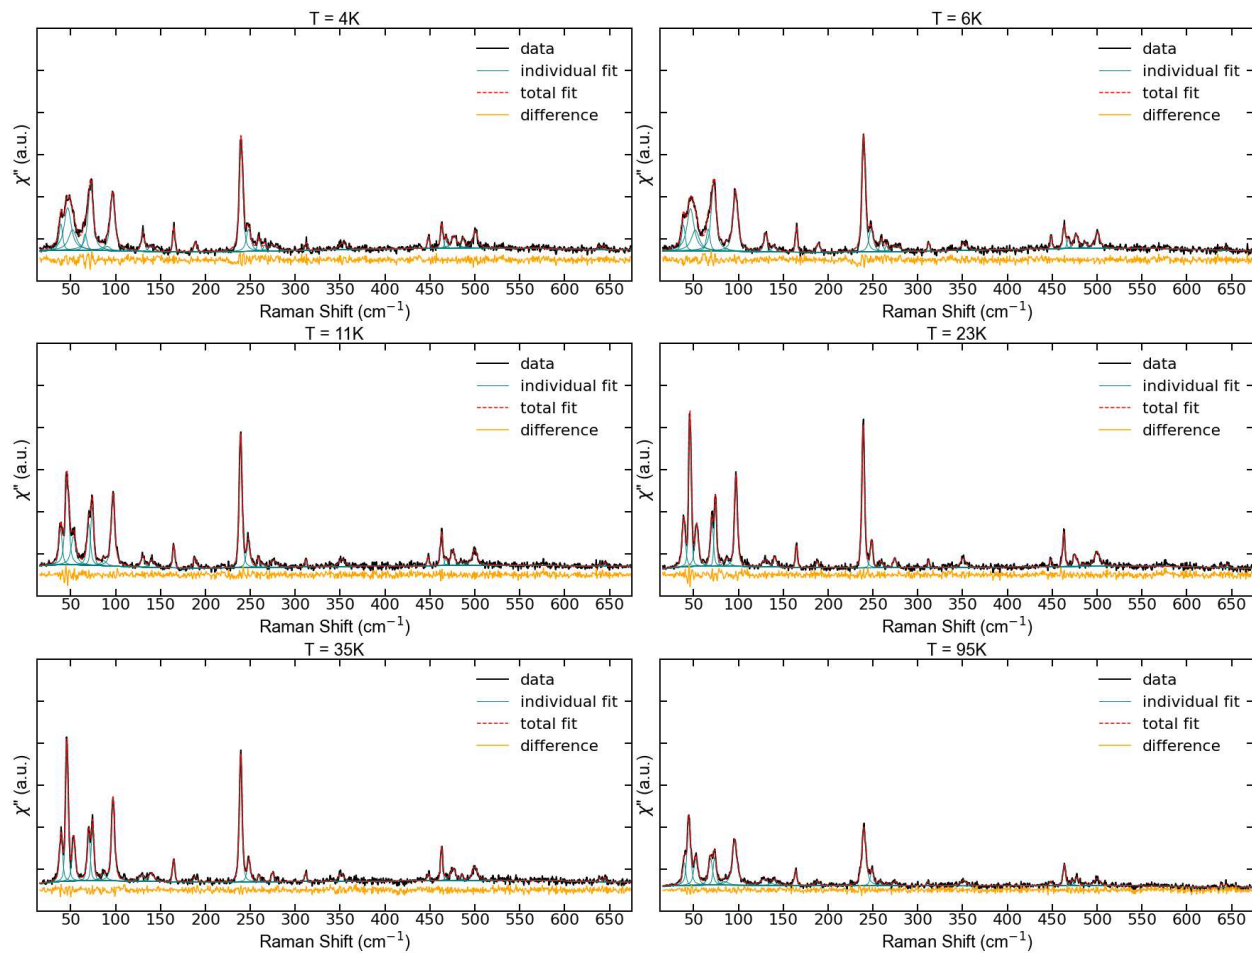 T = 4K
data
individual fit
total fit
difference
χ" (a.u.)
50 100 150 200 250 300 350 400 450 500 550 600 650
Raman Shift (cm⁻¹)
T = 6K
data
individual fit
total fit
difference
χ" (a.u.)
50 100 150 200 250 300 350 400 450 500 550 600 650
Raman Shift (cm⁻¹)
T = 11K
data
individual fit
total fit
difference
χ" (a.u.)
50 100 150 200 250 300 350 400 450 500 550 600 650
Raman Shift (cm⁻¹)
T = 23K
data
individual fit
total fit
difference
χ" (a.u.)
50 100 150 200 250 300 350 400 450 500 550 600 650
Raman Shift (cm⁻¹)
T = 35K
data
individual fit
total fit
difference
χ" (a.u.)
50 100 150 200 250 300 350 400 450 500 550 600 650
Raman Shift (cm⁻¹)
T = 95K
data
individual fit
total fit
difference
χ" (a.u.)
50 100 150 200 250 300 350 400 450 500 550 600 650
Raman Shift (cm⁻¹)